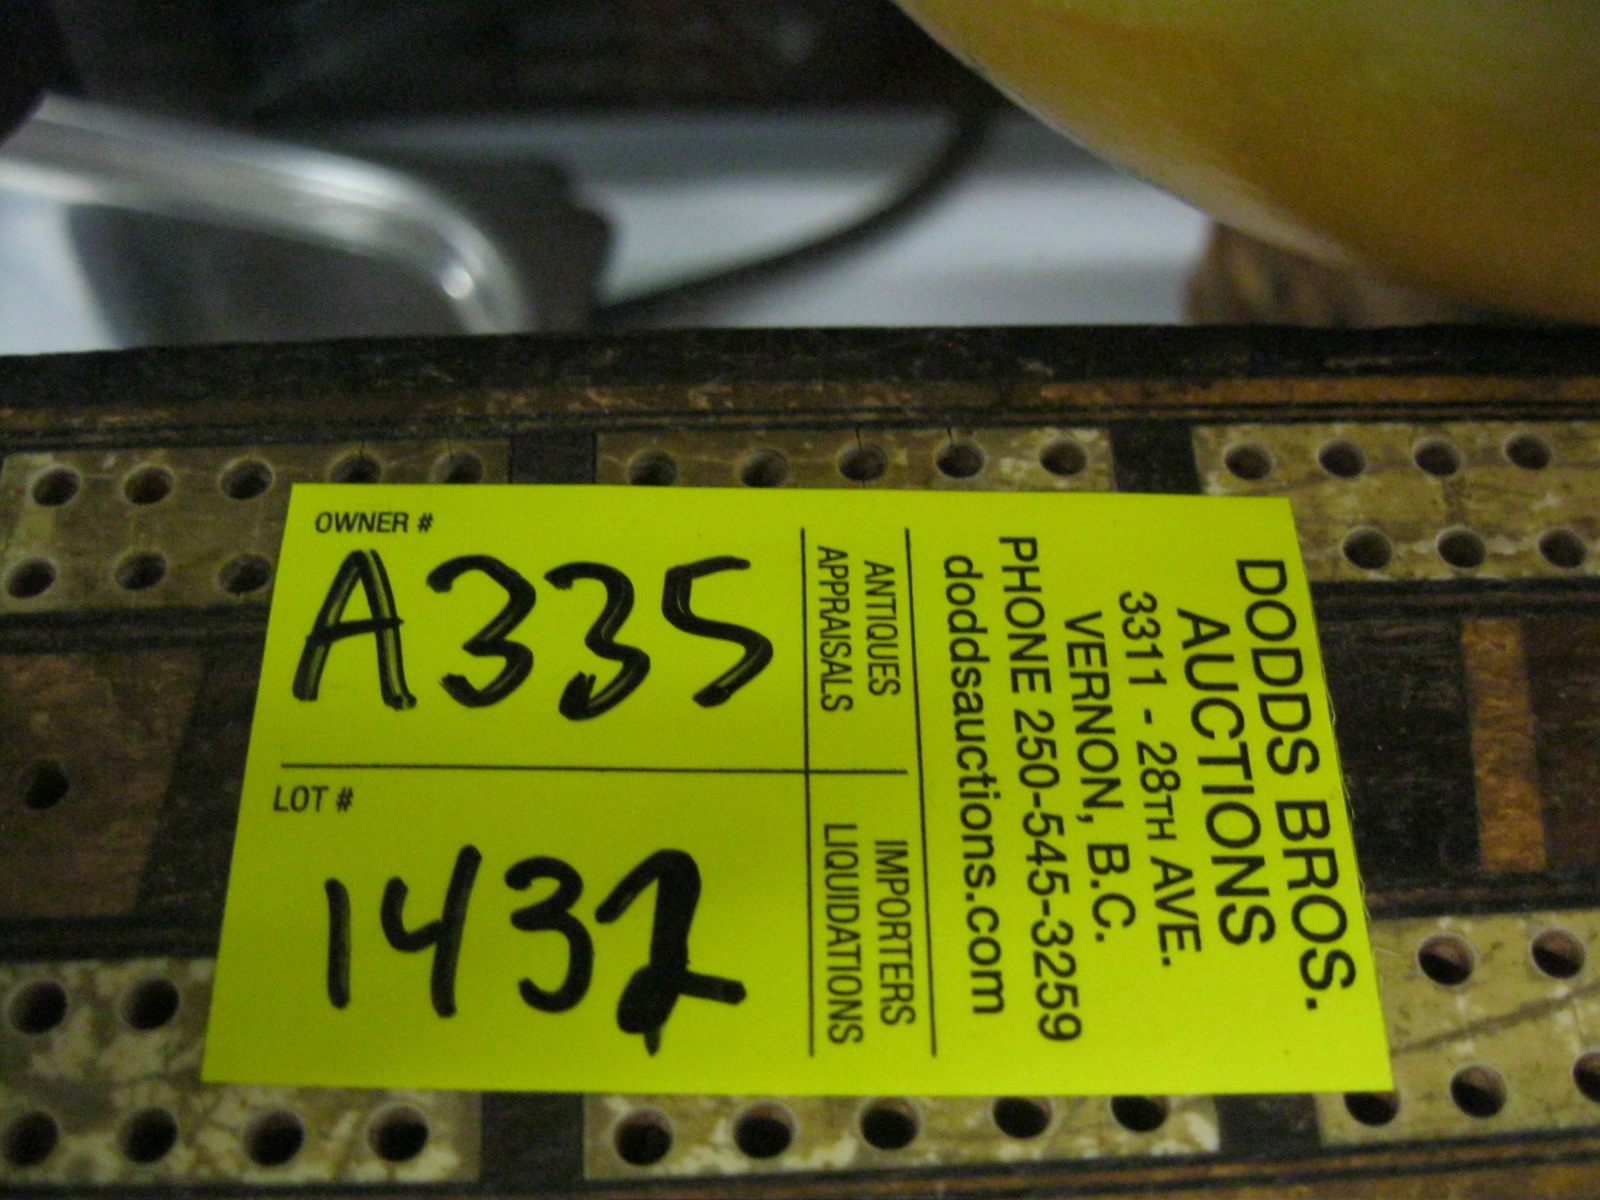 OWNER #
A335
LOT #
1432
ANTIQUES
APPRAISALS
IMPORTERS
LIQUIDATIONS
DODDS BROS.
AUCTIONS
3311 - 28TH AVE.
VERNON, B.C.
PHONE 250-545-3259
doddsauctions.com